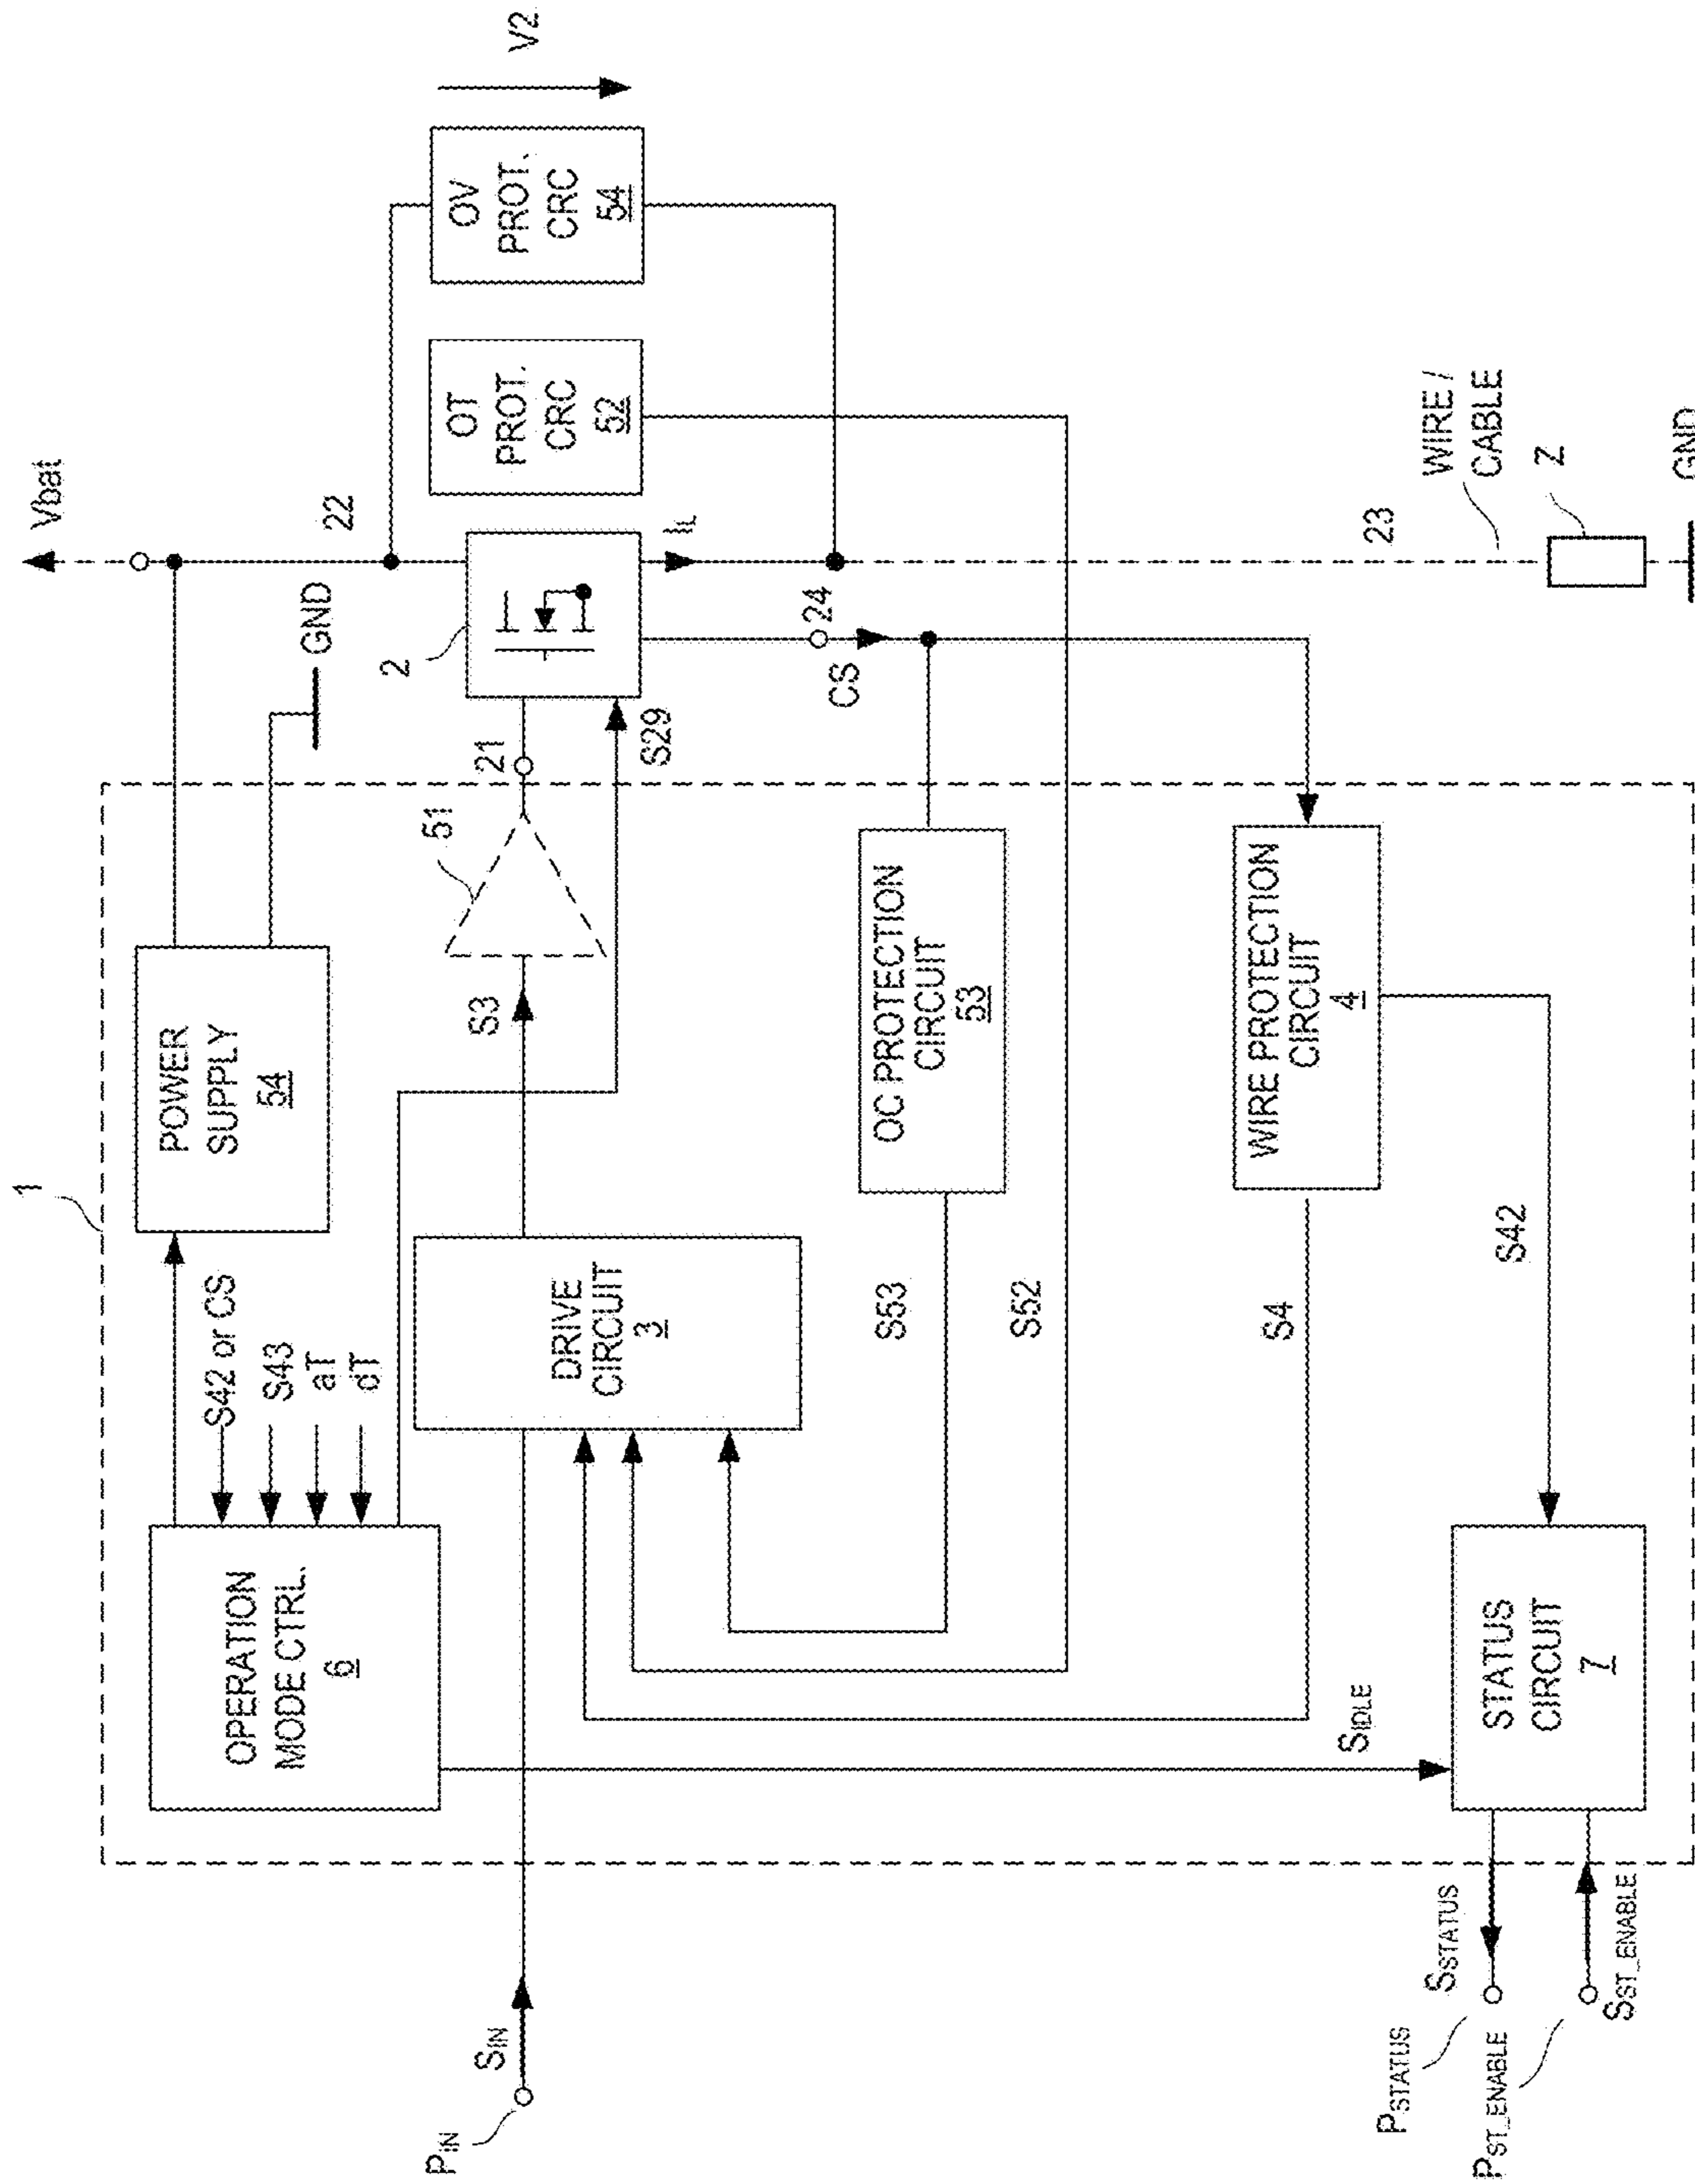 1
Vbat
POWER
SUPPLY
54
GND
22
V2
OPERATION
MODE CTRL.
6
S42 or CS
S43
aT
dT
2
OT
PROT.
CRC
52
OV
PROT.
CRC
54
PIN
SIN
DRIVE
CIRCUIT
3
S3
51
21
S29
IL
24
CS
S53
OC PROTECTION
CIRCUIT
53
S52
SIDLE
S4
WIRE PROTECTION
CIRCUIT
4
23
WIRE /
CABLE
Z
GND
S42
STATUS
CIRCUIT
7
PSTATUS
SSTATUS
PST_ENABLE
SST_ENABLE